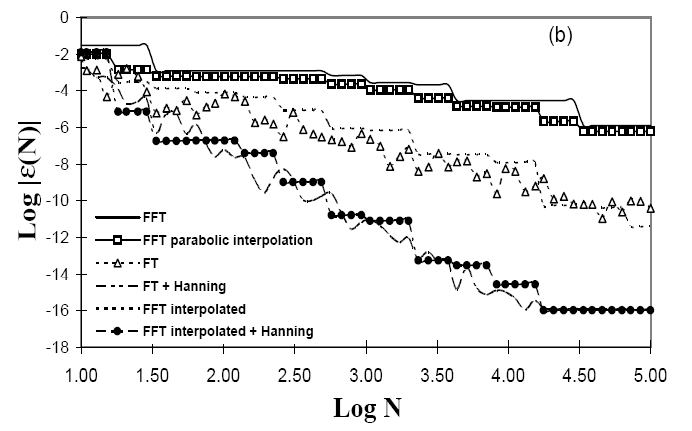 (b)
0
-2
-4
-6
-8
-10
-12
-14
-16
-18
Log |ε(N)|
FFT
FFT parabolic interpolation
FT
FT + Hanning
FFT interpolated
FFT interpolated + Hanning
1.00 1.50 2.00 2.50 3.00 3.50 4.00 4.50 5.00
Log N